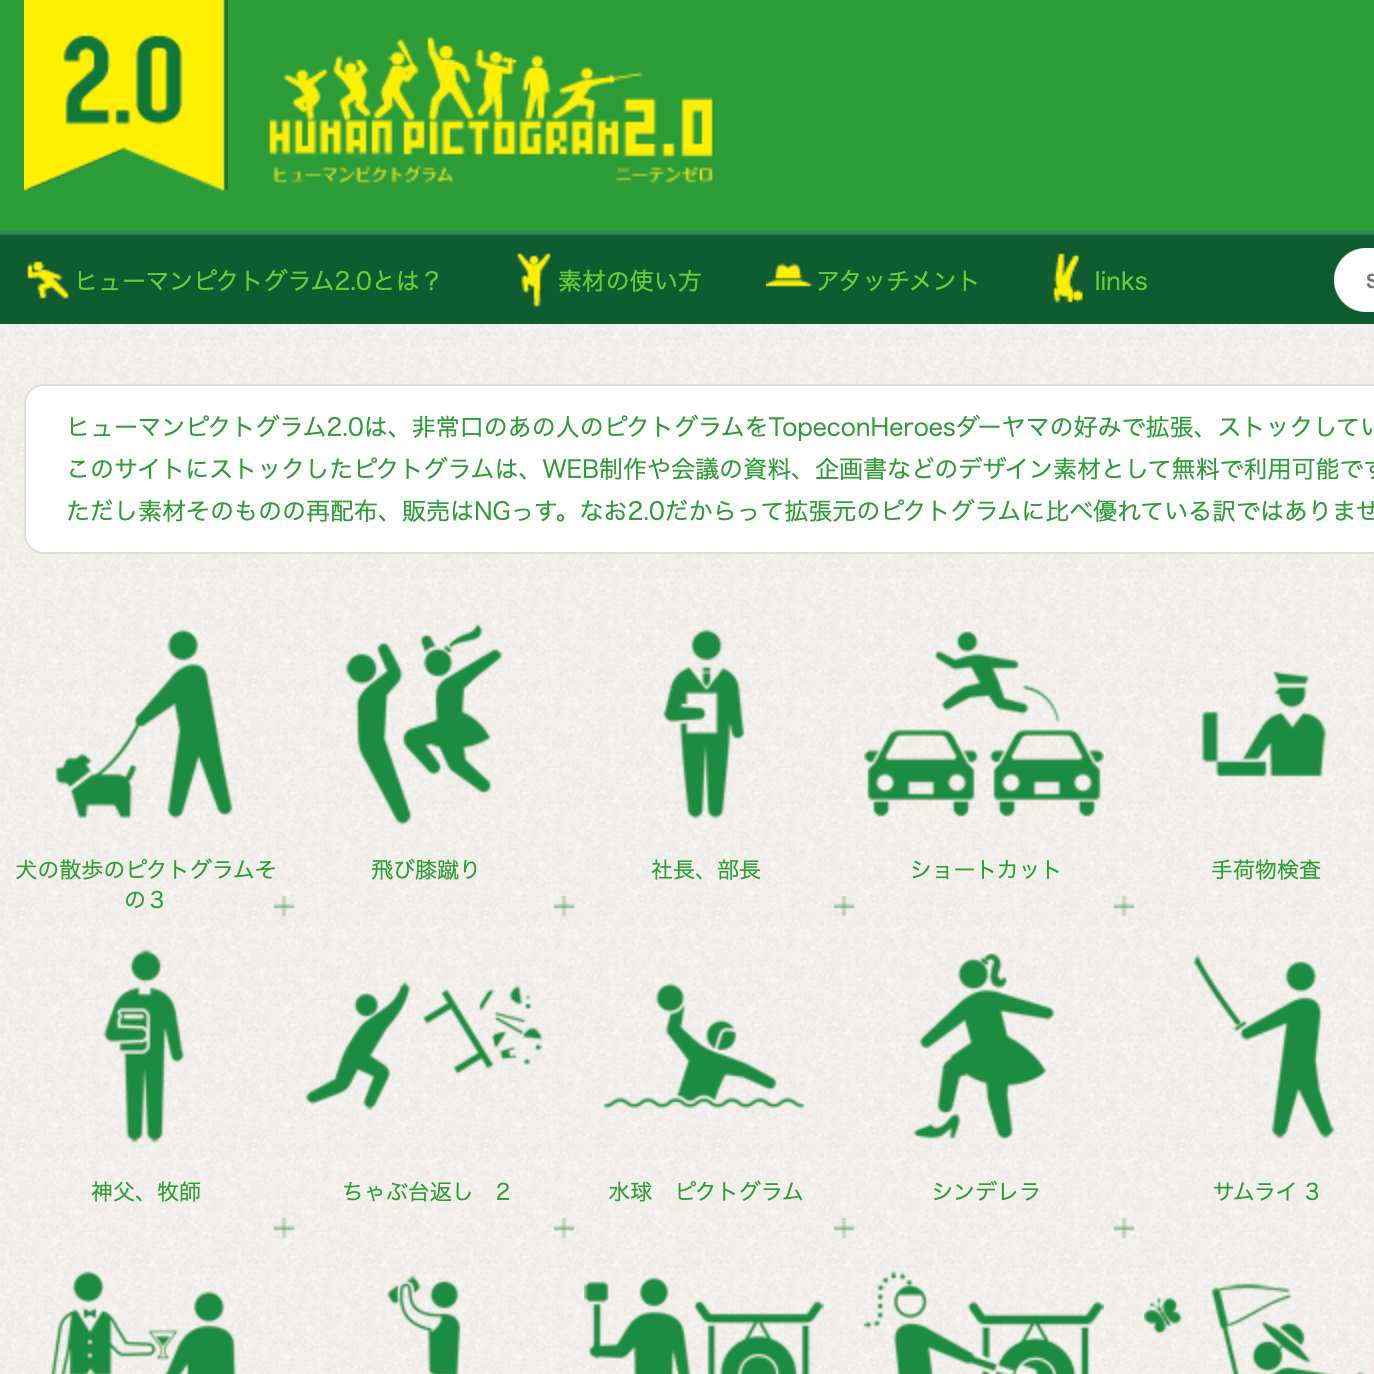 2.0
HUMAN PICTOGRAM2.0
ヒューマンピクトグラム ニーテンゼロ
ヒューマンピクトグラム2.0とは？ 素材の使い方 アタッチメント links
ヒューマンピクトグラム2.0は、非常口のあの人のピクトグラムをTopeconHeroesダーヤマの好みで拡張、ストックしてい
このサイトにストックしたピクトグラムは、WEB制作や会議の資料、企画書などのデザイン素材として無料で利用可能です
ただし素材そのものの再配布、販売はNGっす。なお2.0だからって拡張元のピクトグラムに比べ優れている訳ではありませ
犬の散歩のピクトグラムそ
の３
飛び膝蹴り
社長、部長
ショートカット
手荷物検査
神父、牧師
ちゃぶ台返し　2
水球　ピクトグラム
シンデレラ
サムライ 3